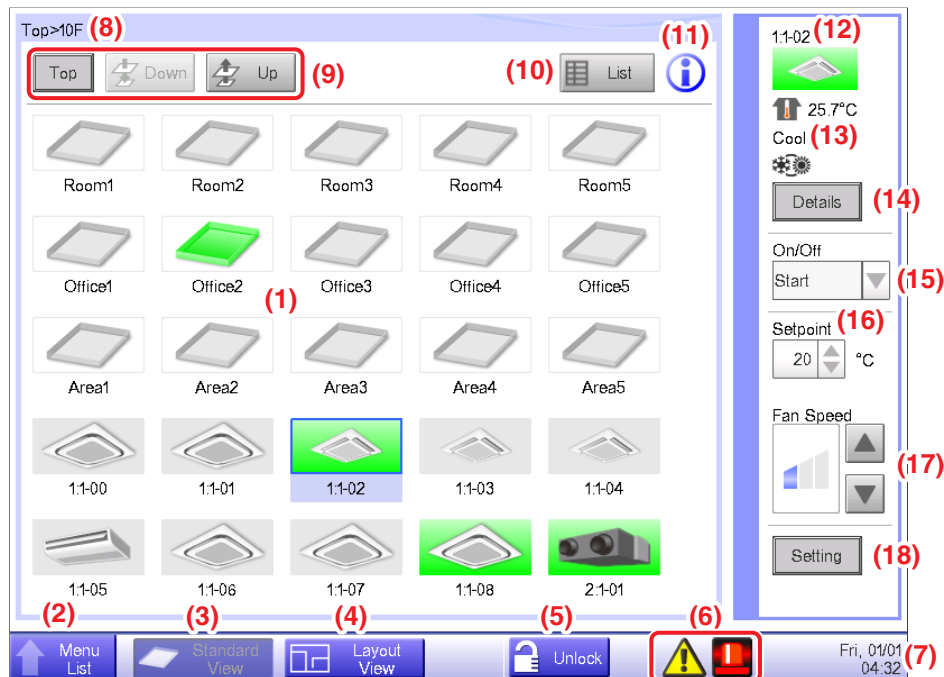 Top>10F (8)
(11)
(12)
1:1-02
Top Down Up (9) (10) List
25.7°C
Cool (13)
Room1 Room2 Room3 Room4 Room5
Details (14)
On/Off
Start (15)
Office1 Office2 (1) Office3 Office4 Office5
(16)
Setpoint
20 °C
Area1 Area2 Area3 Area4 Area5
Fan Speed
(17)
1:1-00 1:1-01 1:1-02 1:1-03 1:1-04
Setting (18)
1:1-05 1:1-06 1:1-07 1:1-08 2:1-01
(2) (3) (4) (5) (6)
Menu List
Standard View
Layout View
Unlock
Fri, 01/01 (7)
04:32